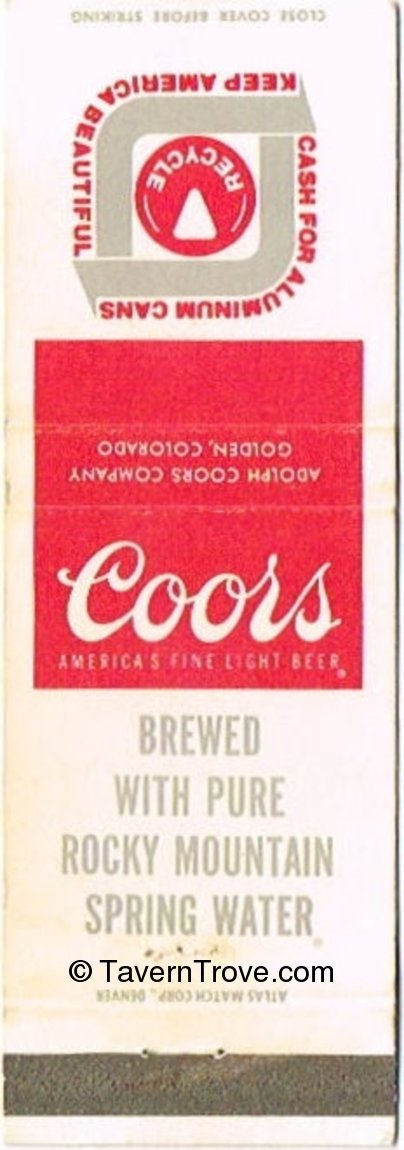 CLOSE COVER BEFORE STRIKING
KEEP AMERICA BEAUTIFUL
CASH FOR ALUMINUM CANS
RECYCLE
ADOLPH COORS COMPANY
GOLDEN, COLORADO
Coors
AMERICA'S FINE LIGHT BEER®
BREWED
WITH PURE
ROCKY MOUNTAIN
SPRING WATER®
© TavernTrove.com
ATLAS MATCH CORP., DENVER